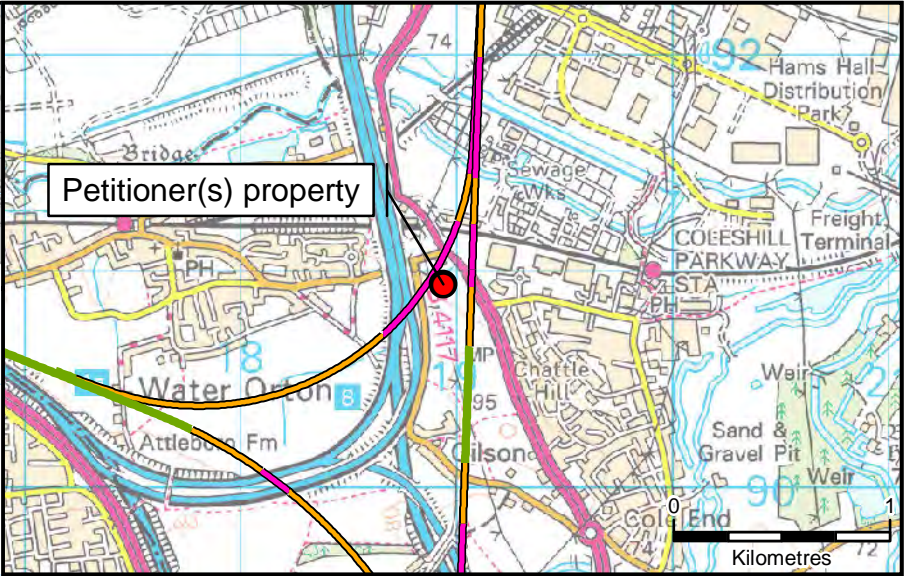 74
92
Hams Hall
Distribution
Park
Bridge
Petitioner(s) property
Sewage
Wks
PH
COLESHILL
PARKWAY
STA
PH
Freight
Terminal
18
19
Water Orton
8
MP
95
Chattle
Hill
Weir
Attleboro Fm
Gilson
Sand &
Gravel Pit
Weir
90
Cole End
74
72
0
1
Kilometres